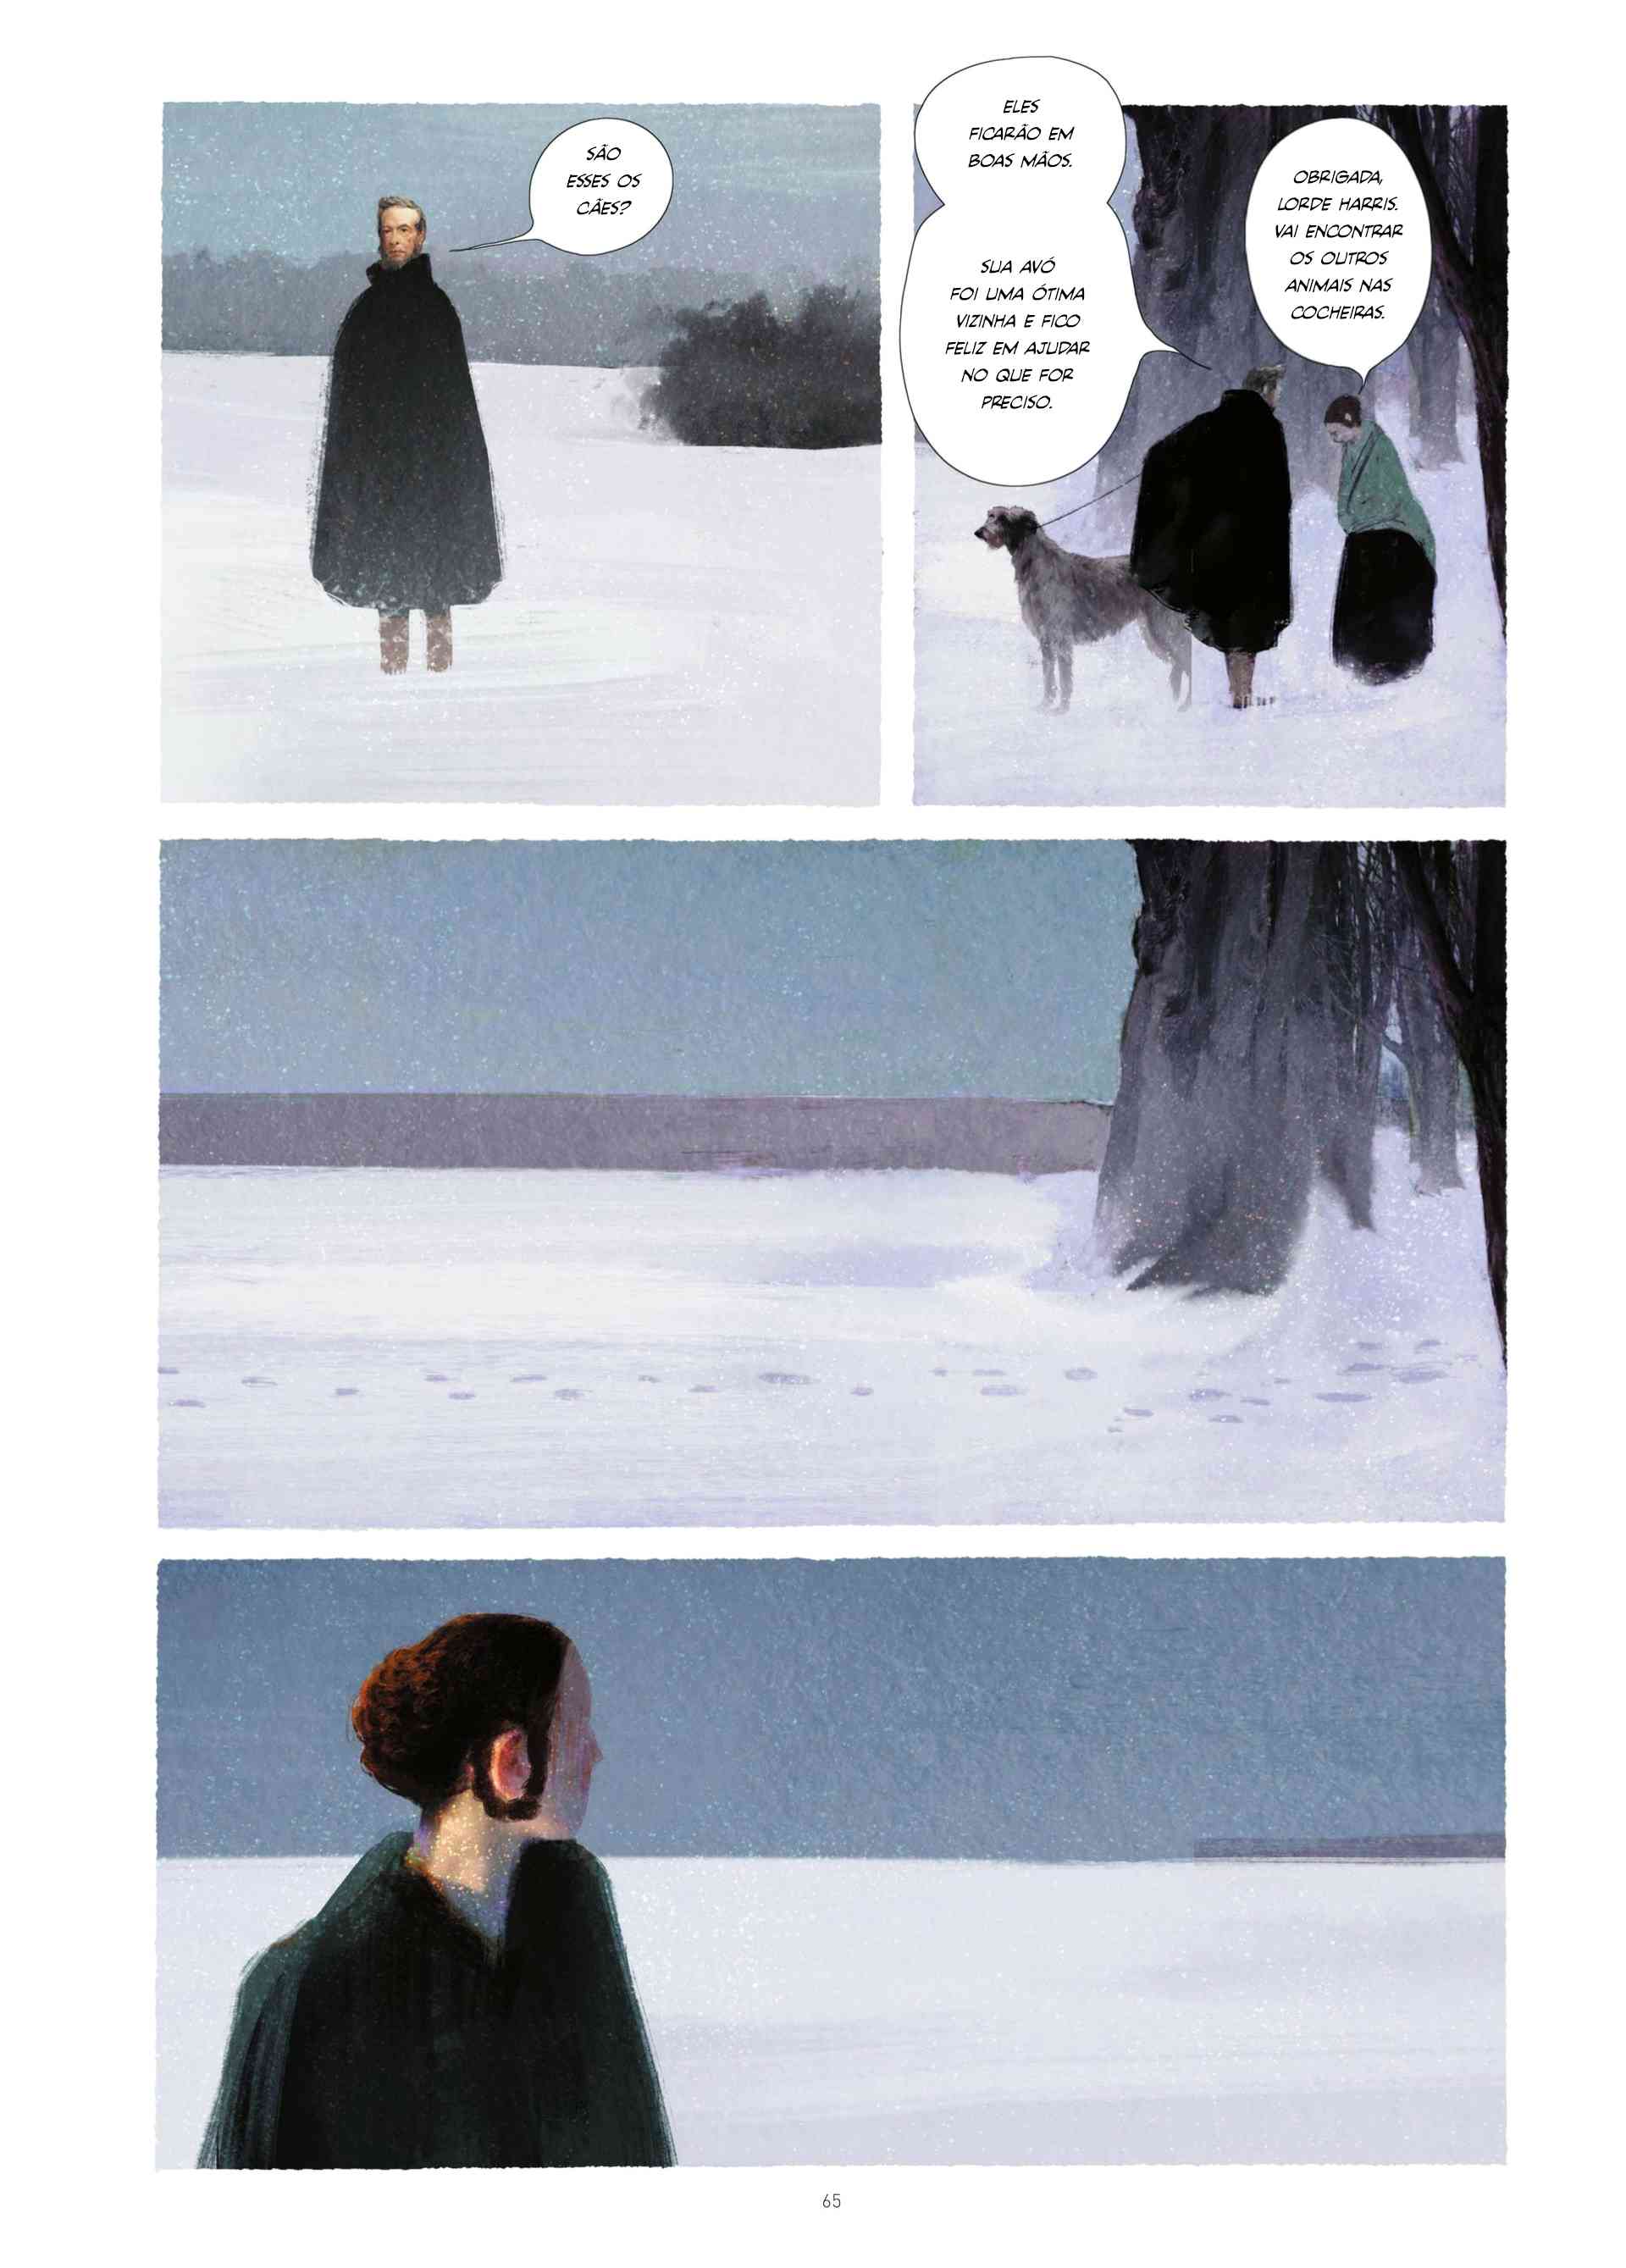 SÃO
ESSES OS
CÃES?
ELES
FICARÃO EM
BOAS MÃOS.
SUA AVÓ
FOI UMA ÓTIMA
VIZINHA E FICO
FELIZ EM AJUDAR
NO QUE FOR
PRECISO.
OBRIGADA,
LORDE HARRIS.
VAI ENCONTRAR
OS OUTROS
ANIMAIS NAS
COCHEIRAS.
65